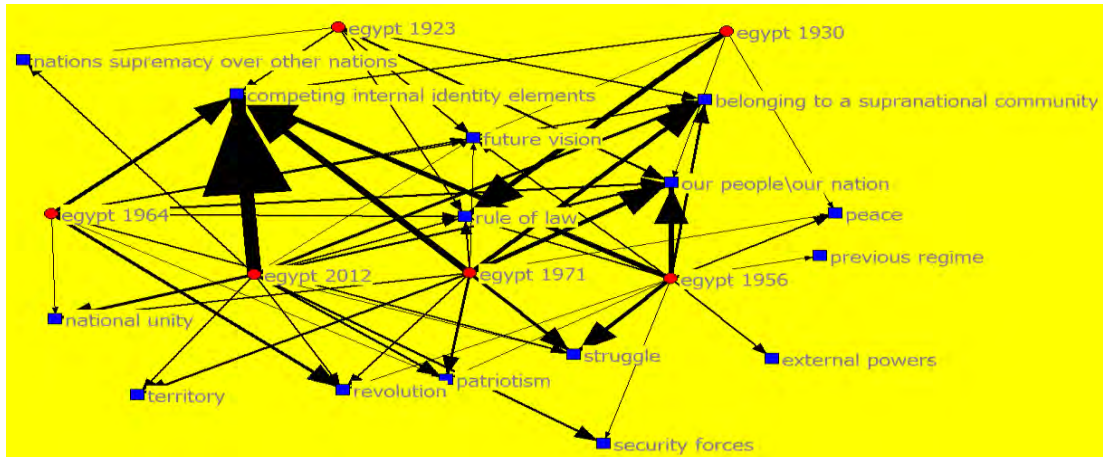 egypt 1923
egypt 1930
nations supremacy over other nations
competing internal identity elements
belonging to a supranational community
future vision
our people\our nation
egypt 1964
rule of law
peace
previous regime
egypt 2012
egypt 1971
egypt 1956
national unity
struggle
external powers
patriotism
revolution
territory
security forces